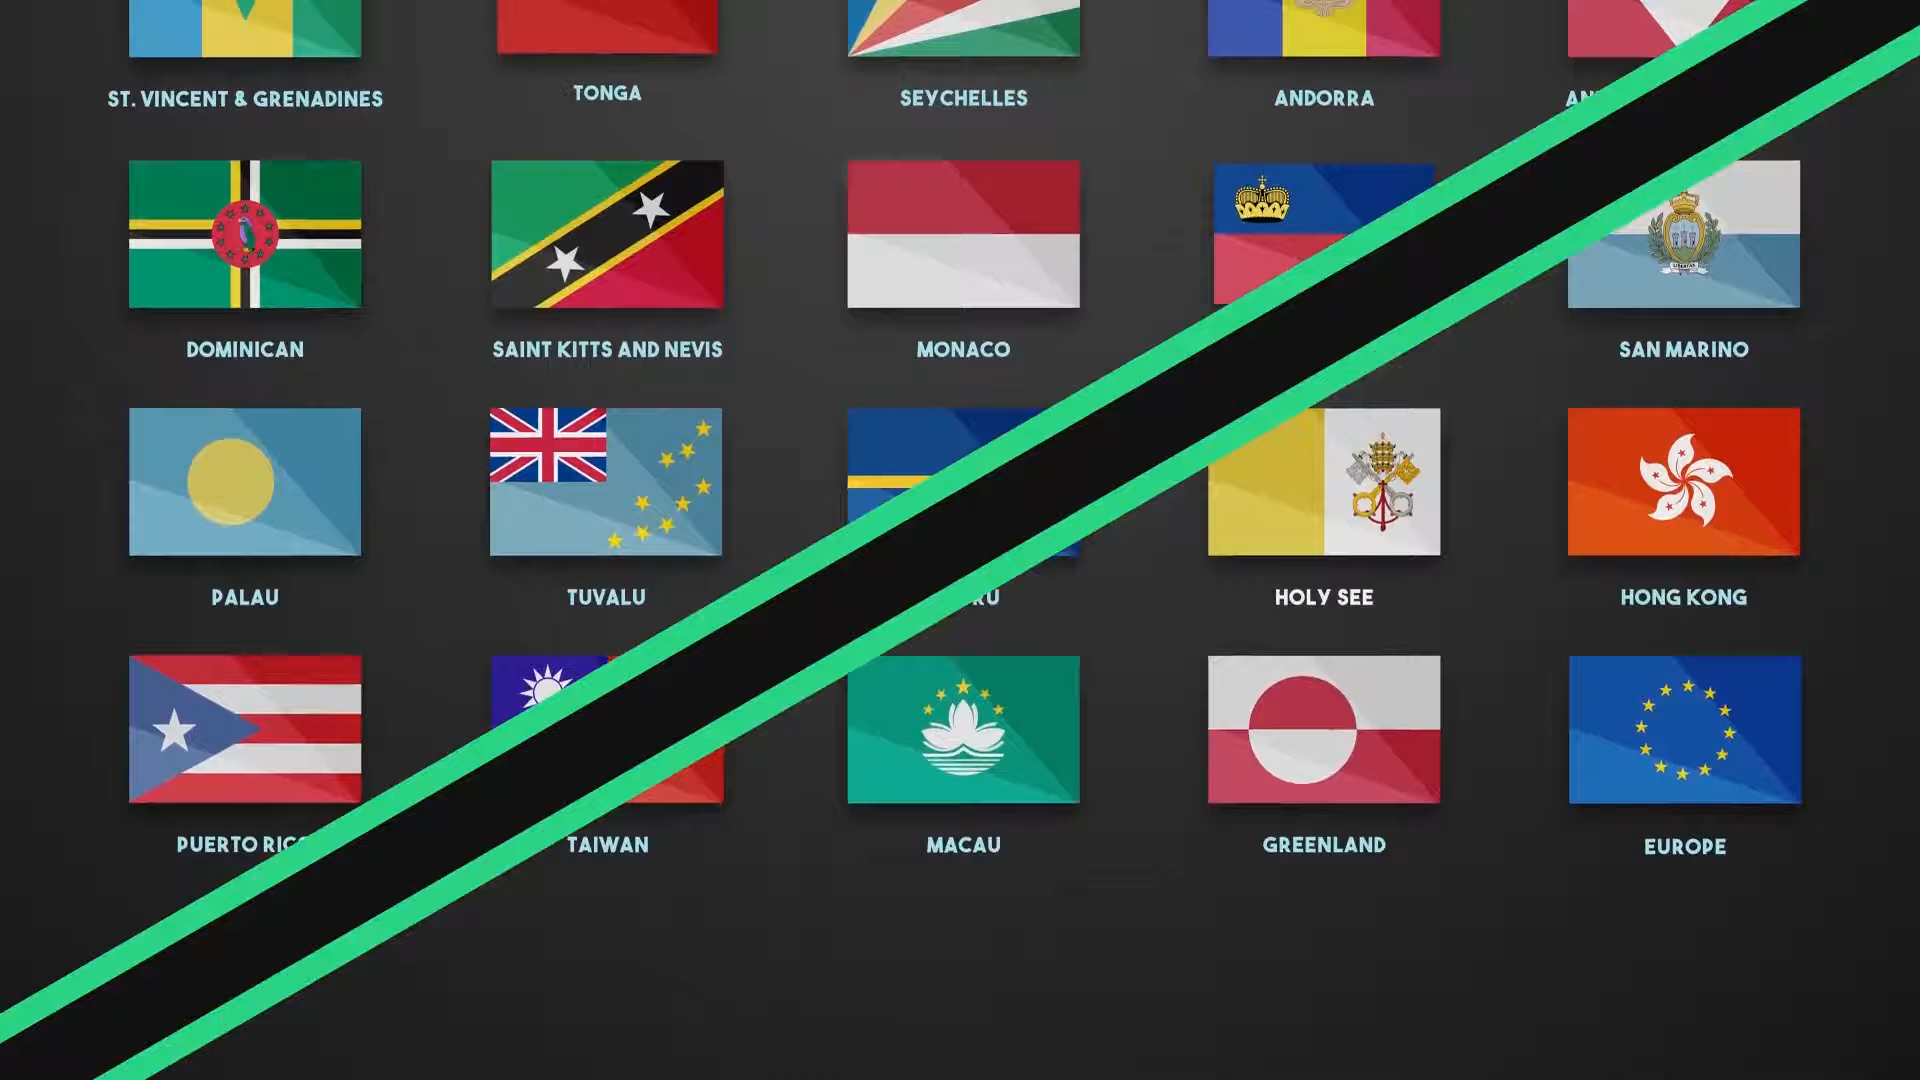 ST. VINCENT & GRENADINES
TONGA
SEYCHELLES
ANDORRA
DOMINICAN
SAINT KITTS AND NEVIS
MONACO
SAN MARINO
PALAU
TUVALU
HOLY SEE
HONG KONG
PUERTO
TAIWAN
MACAU
GREENLAND
EUROPE